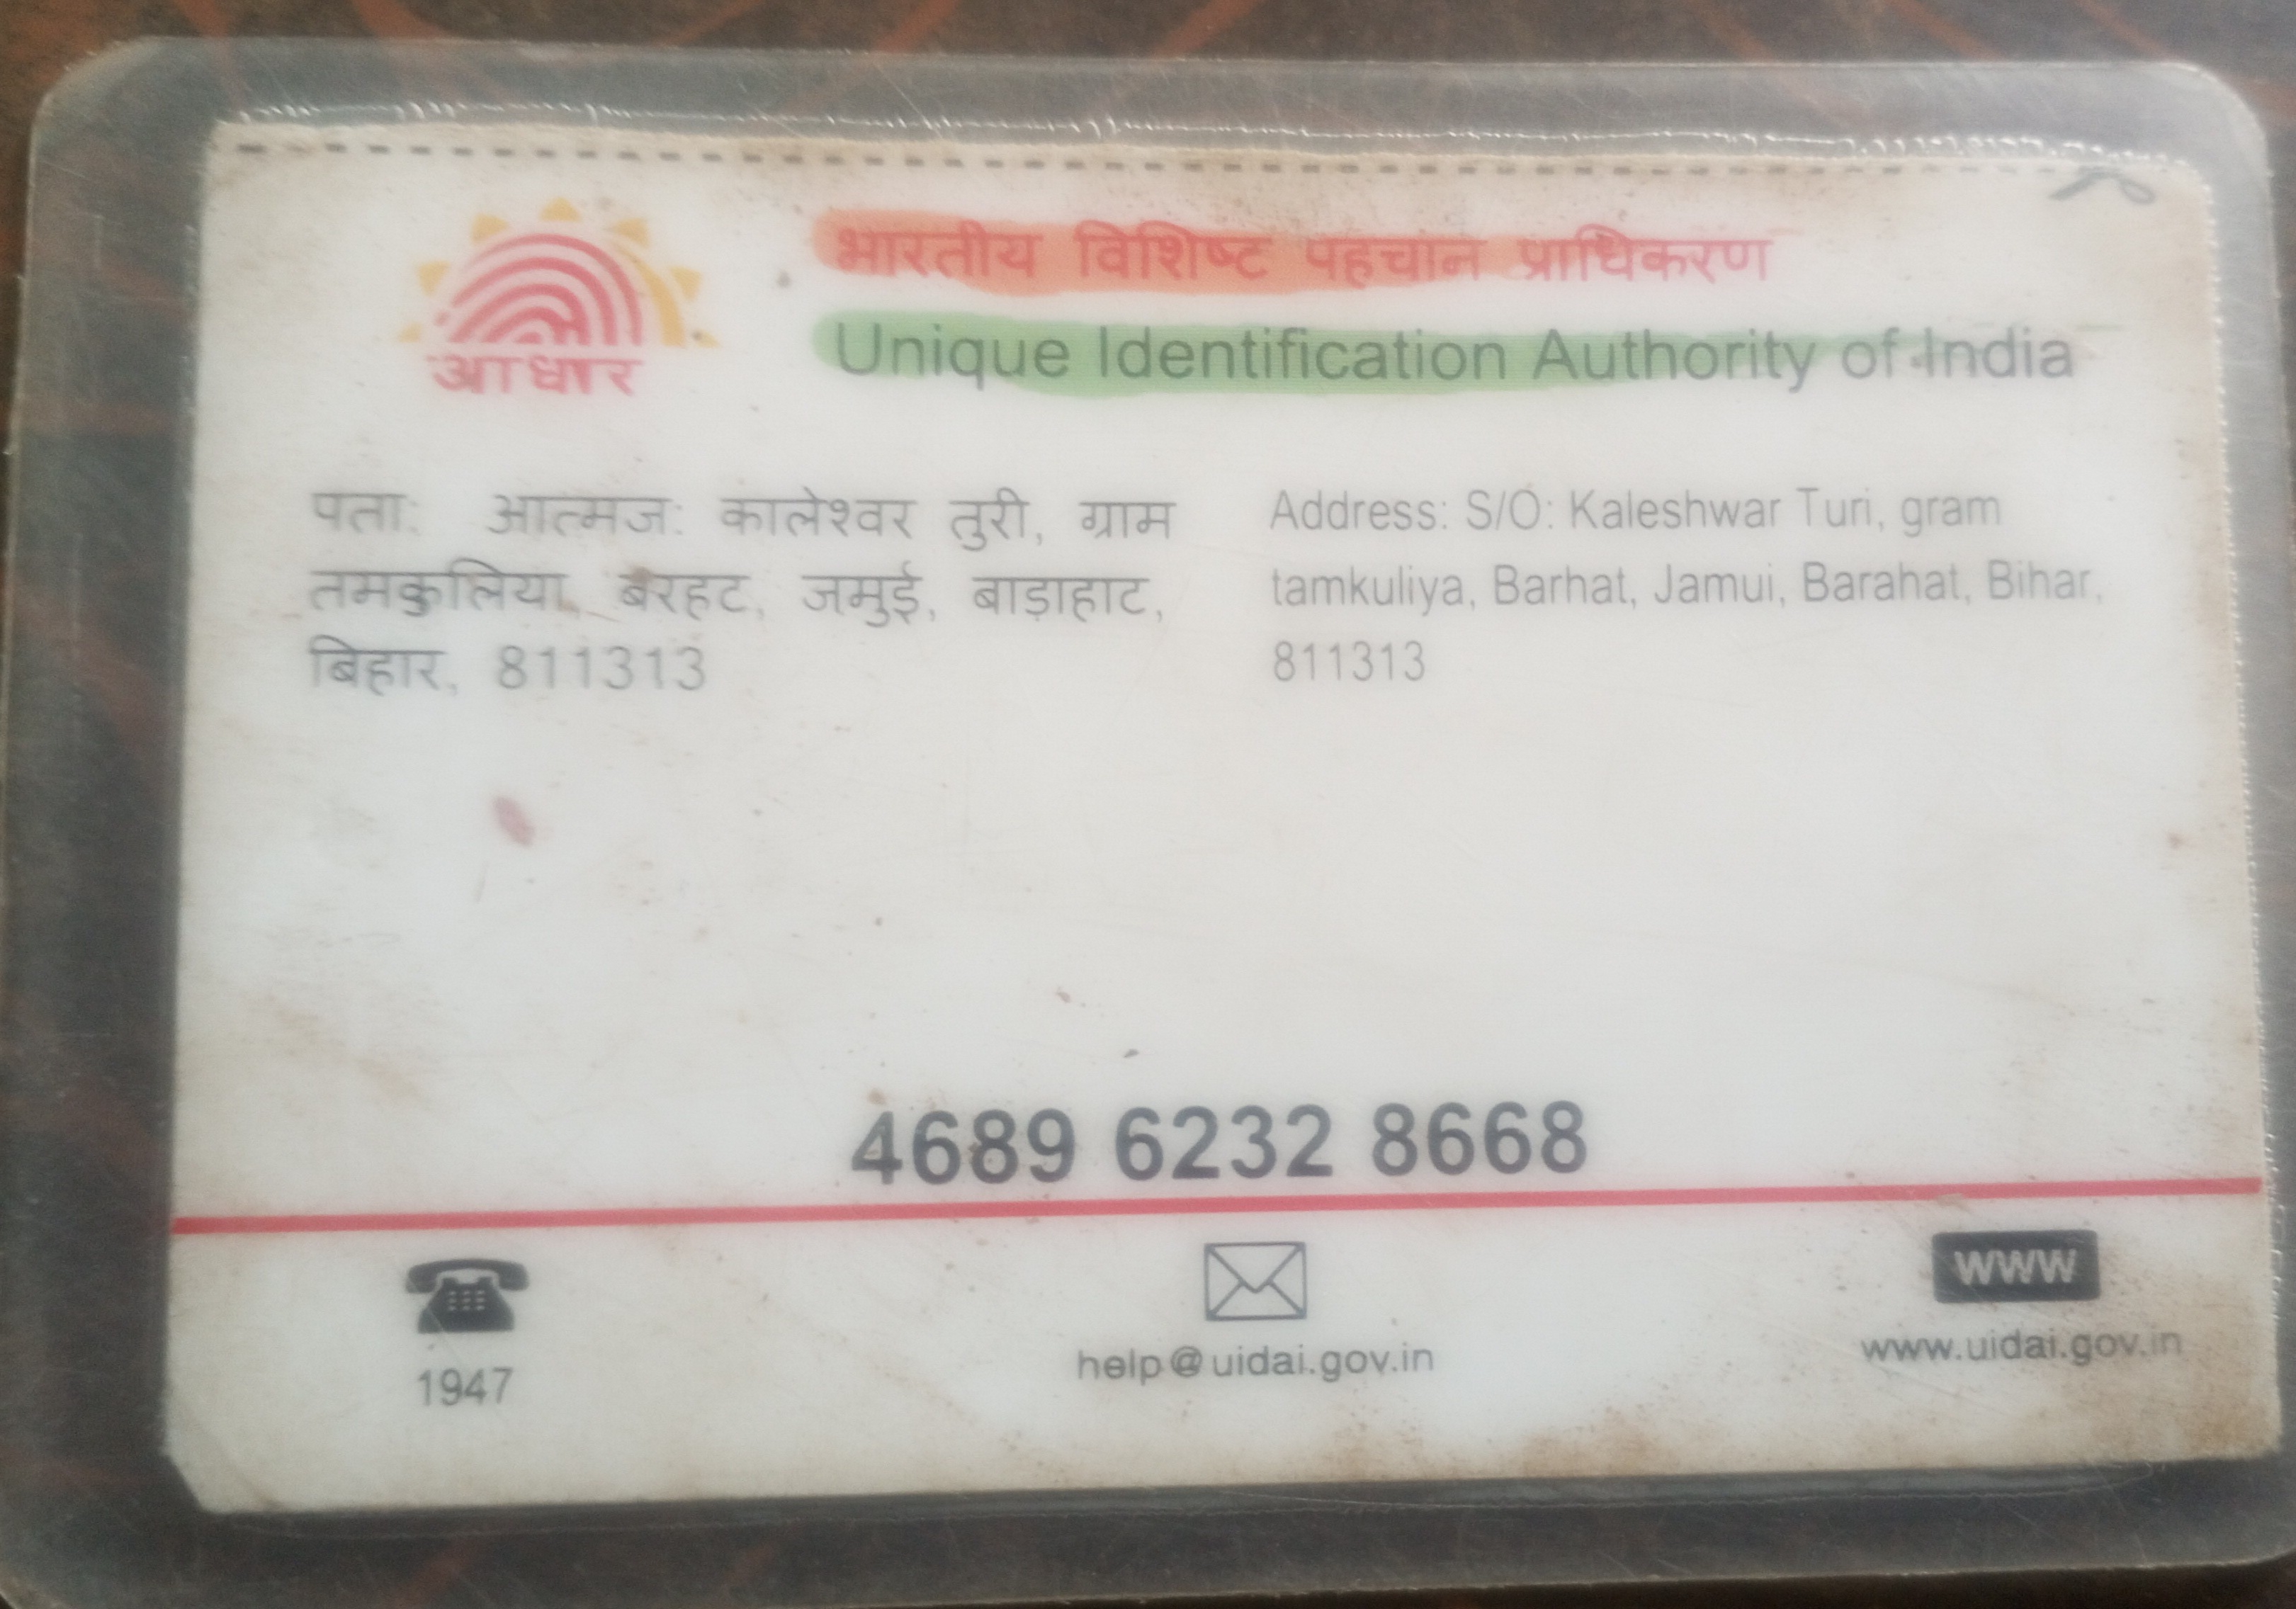 भारतीय विशिष्ट पहचान प्राधिकरण
Unique Identification Authority of India
आधार
पता: आत्मज: कालेश्वर तुरी, ग्राम
तमकुलिया, बरहट, जमुई, बाड़ाहाट,
बिहार, 811313
Address: S/O: Kaleshwar Turi, gram
tamkuliya, Barhat, Jamui, Barahat, Bihar,
811313
4689 6232 8668
1947
help@uidai.gov.in
WWW
www.uidai.gov.in